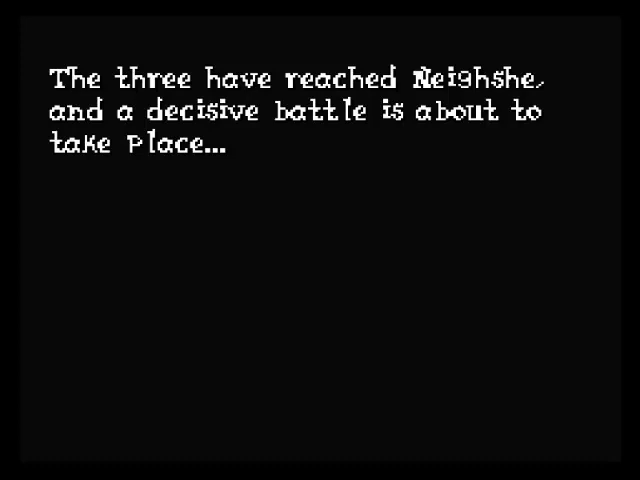 The three have reached Neighshe,
and a decisive battle is about to
take place...